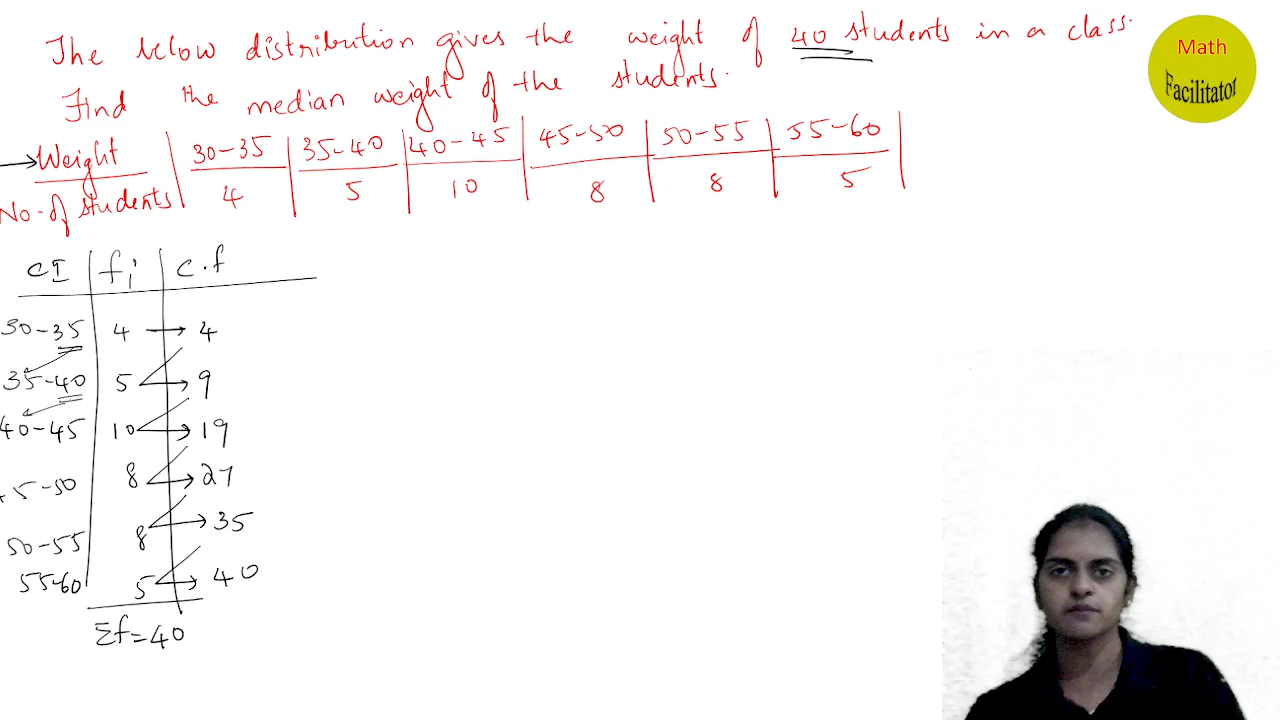 The below distribution gives the weight of 40 students in a class.
Find the median weight of the students.
Math
Facilitator
Weight 30-35 35-40 40-45 45-50 50-55 55-60
No. of students 4 5 10 8 8 5
CI fi c.f
30-35 4 4
35-40 5 9
40-45 10 19
45-50 8 27
50-55 8 35
55-60 5 40
Σf=40